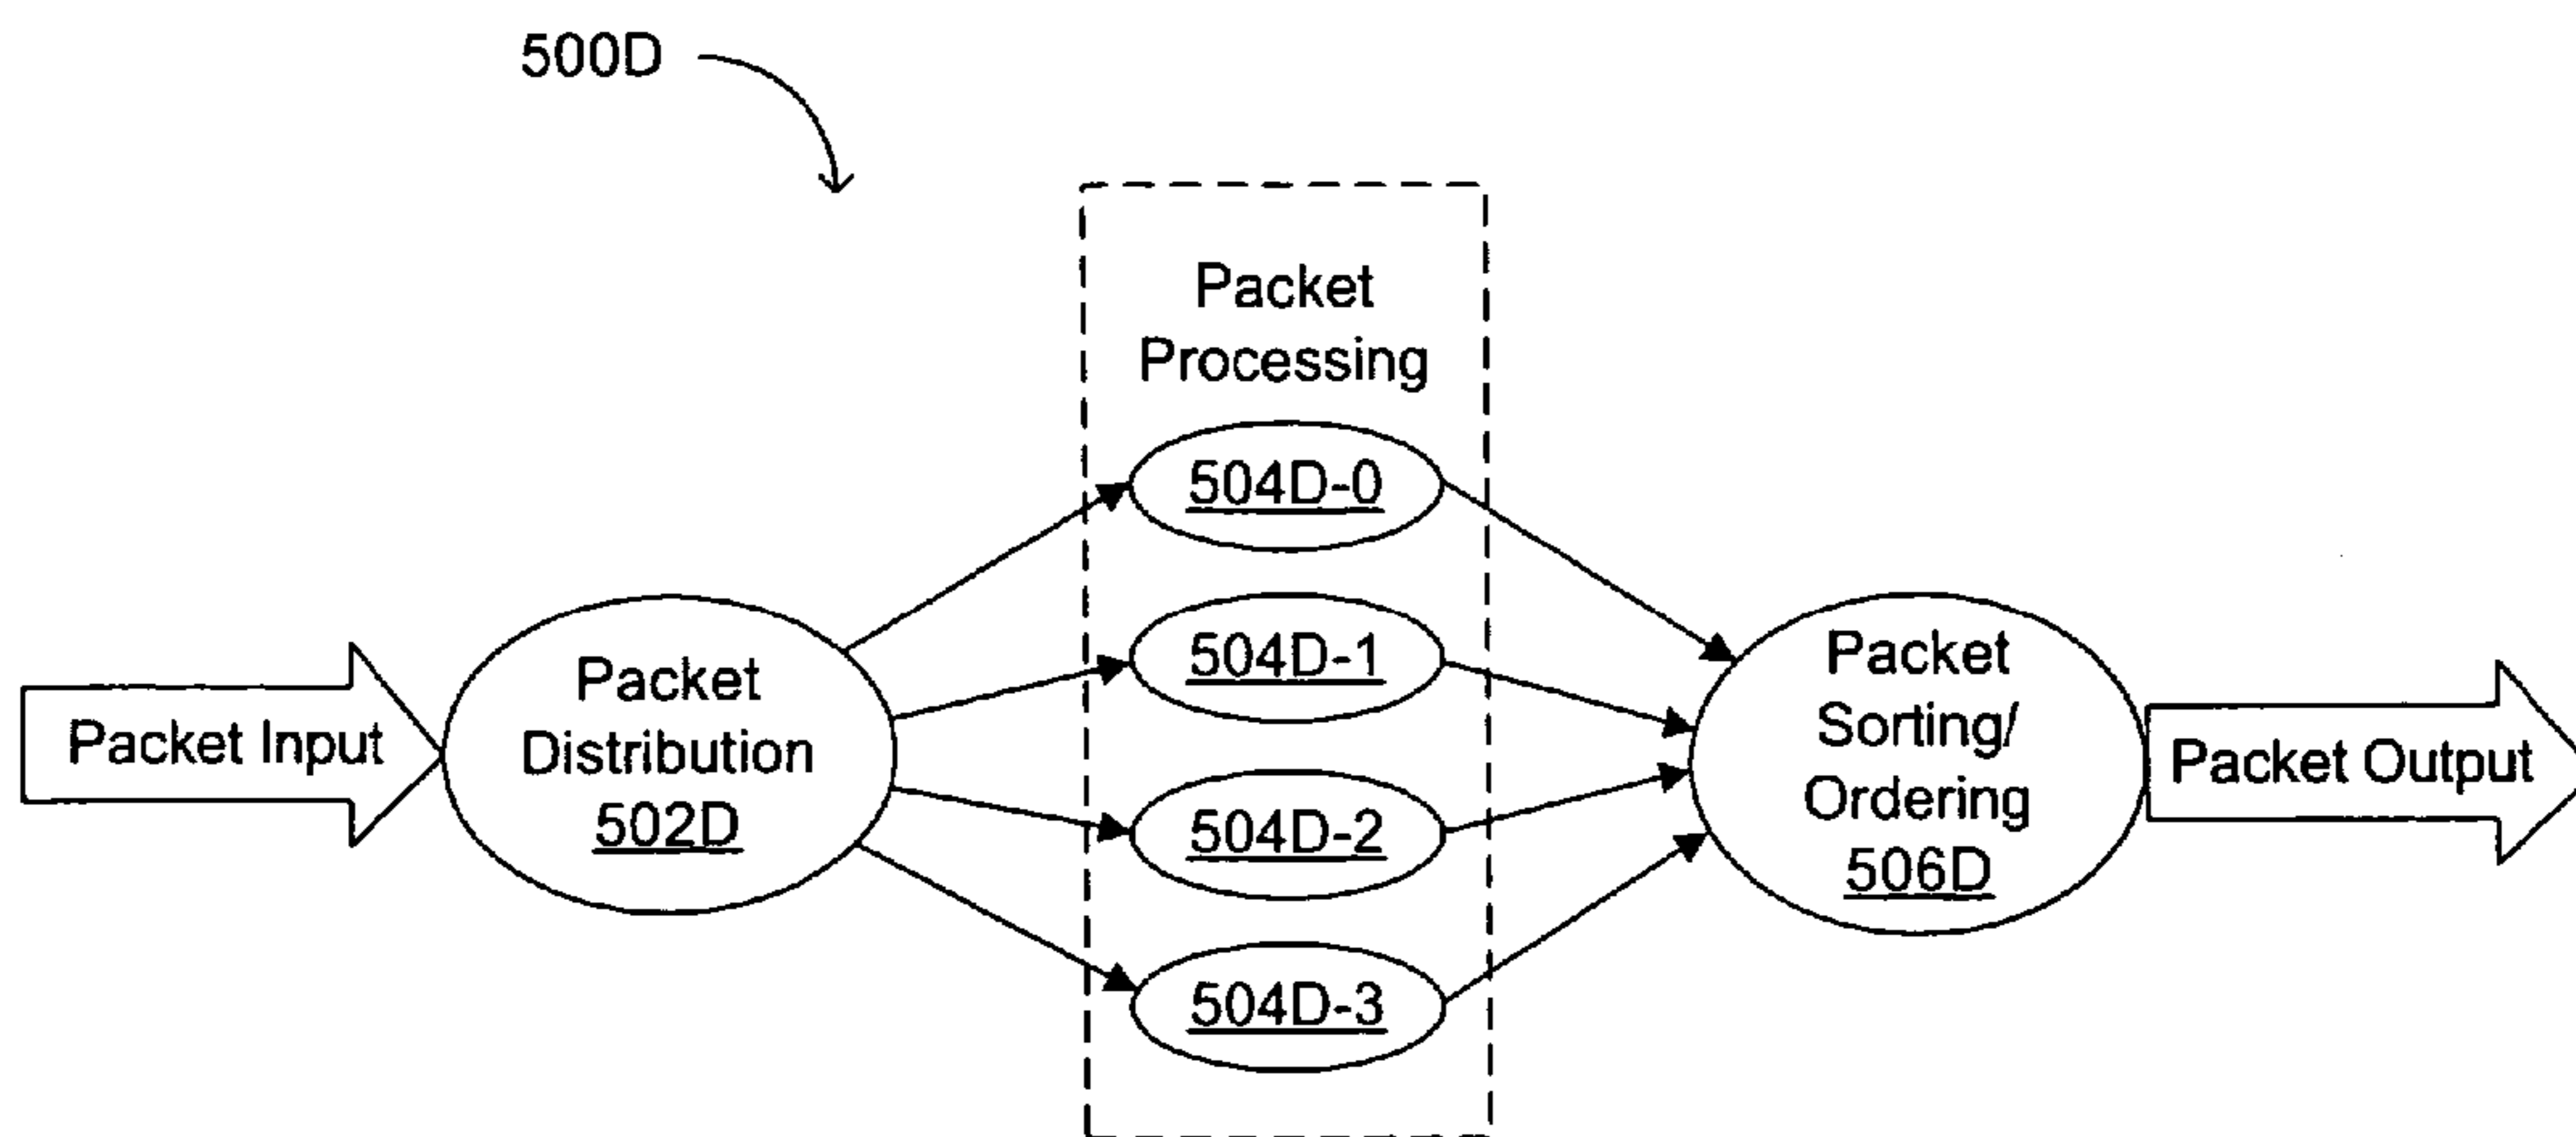 500D
Packet
Processing
504D-0
504D-1
504D-2
504D-3
Packet Input
Packet
Distribution
502D
Packet
Sorting/
Ordering
506D
Packet Output